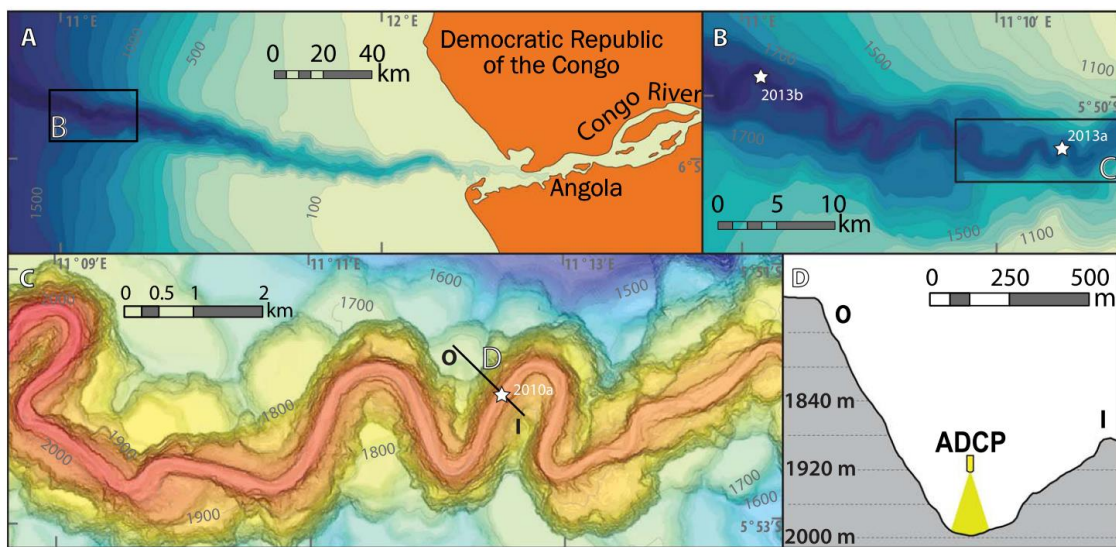 A
11° E
12° E
Democratic Republic
of the Congo
0 20 40
km
500
100
1500
B
Congo River
Angola
B
11° 10' E
1700
1500
1100
2013b
5° 50'
1700
2013a
C
0 5 10
km
1500
1100
C
11° 09' E
11° 11' E
11° 13' E
0 0.5 1 2
km
1600
1500
1700
O
D
2010a
I
1800
1900
2000
1800
1900
1700
1600
5° 53' S
D
0 250 500
m
O
1840 m
ADCP
I
1920 m
2000 m